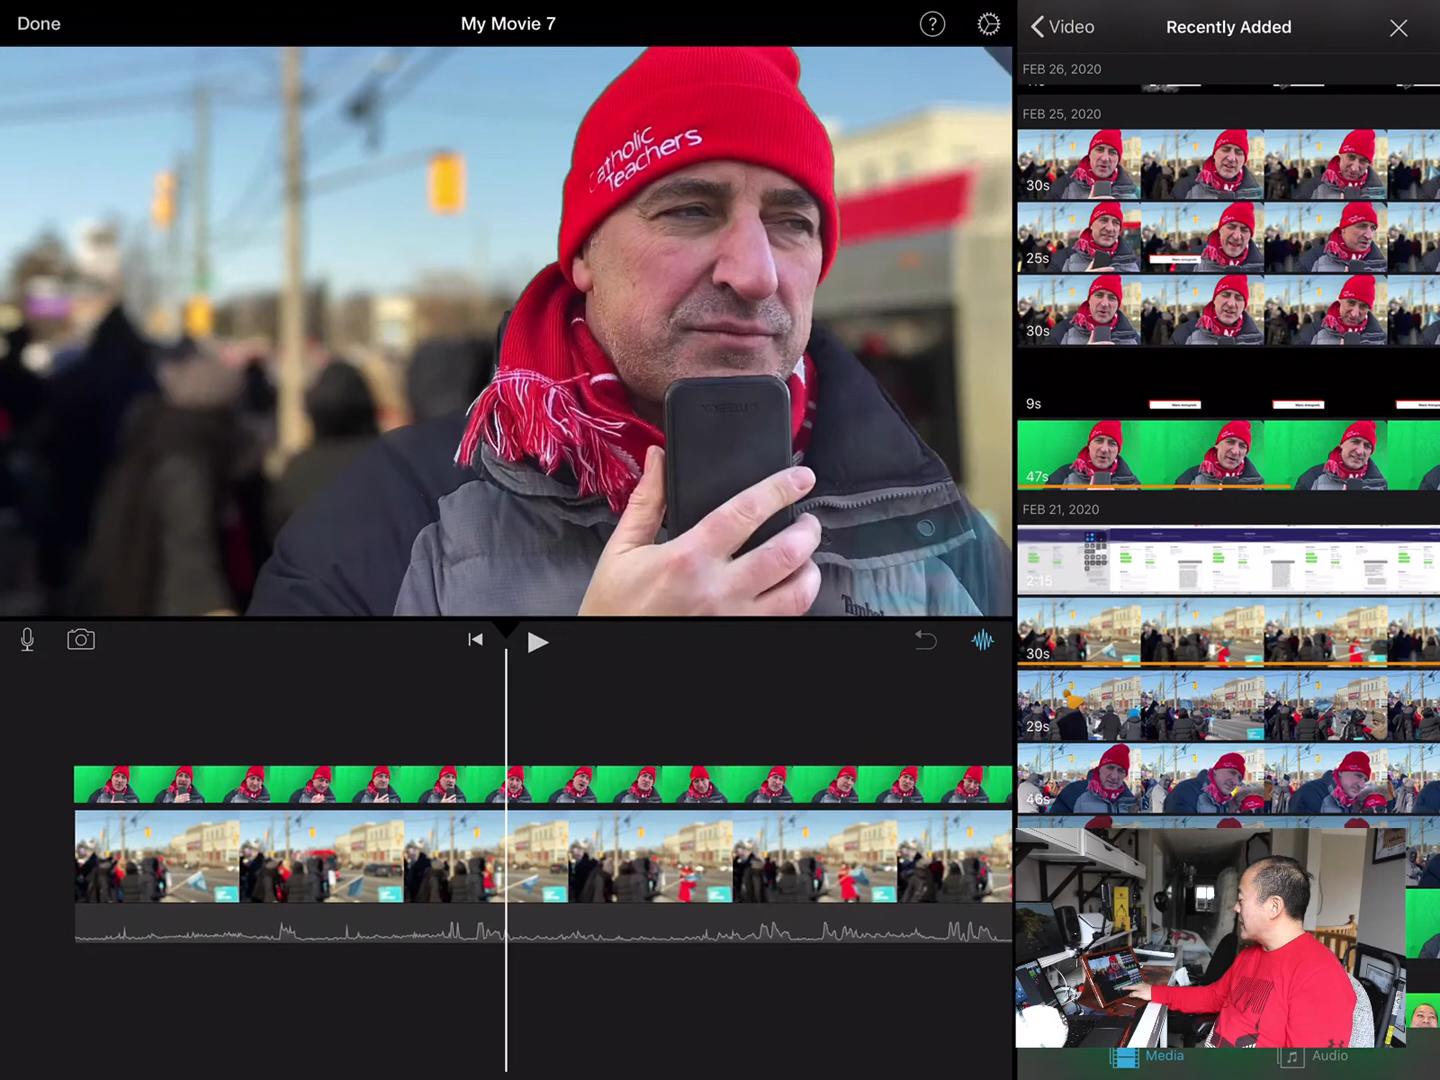 Done
My Movie 7
?
Video
Recently Added
FEB 26, 2020
FEB 25, 2020
30s
25s
30s
9s
47s
FEB 21, 2020
2:15
30s
29s
46s
Catholic
Teachers
Media
Audio